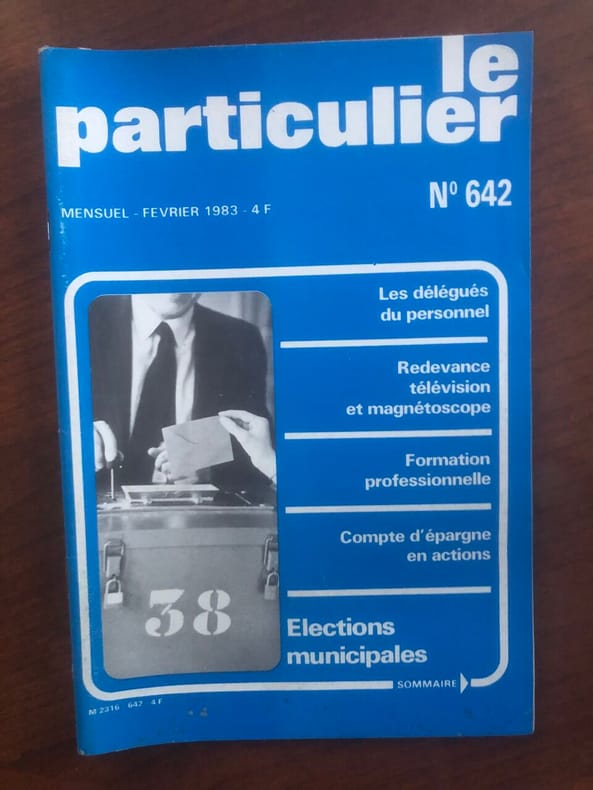 le
particulier
MENSUEL - FEVRIER 1983 - 4 F
N° 642
Les délégués
du personnel
Redevance
télévision
et magnétoscope
Formation
professionnelle
Compte d'épargne
en actions
38
Elections
municipales
SOMMAIRE
M 2316 642 4 F